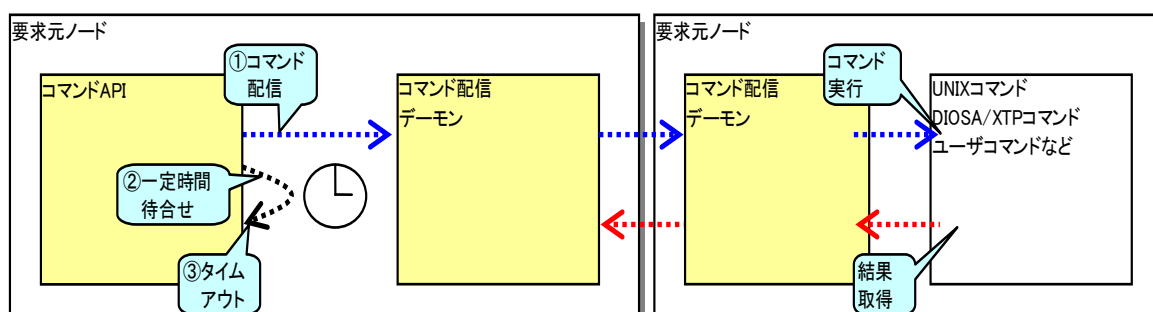 要求元ノード
①コマンド
配信
コマンドAPI
コマンド配信
デーモン
②一定時間
待合せ
③タイム
アウト
要求元ノード
コマンド
実行
コマンド配信
デーモン
UNIXコマンド
DIOSA/XTPコマンド
ユーザコマンドなど
結果
取得